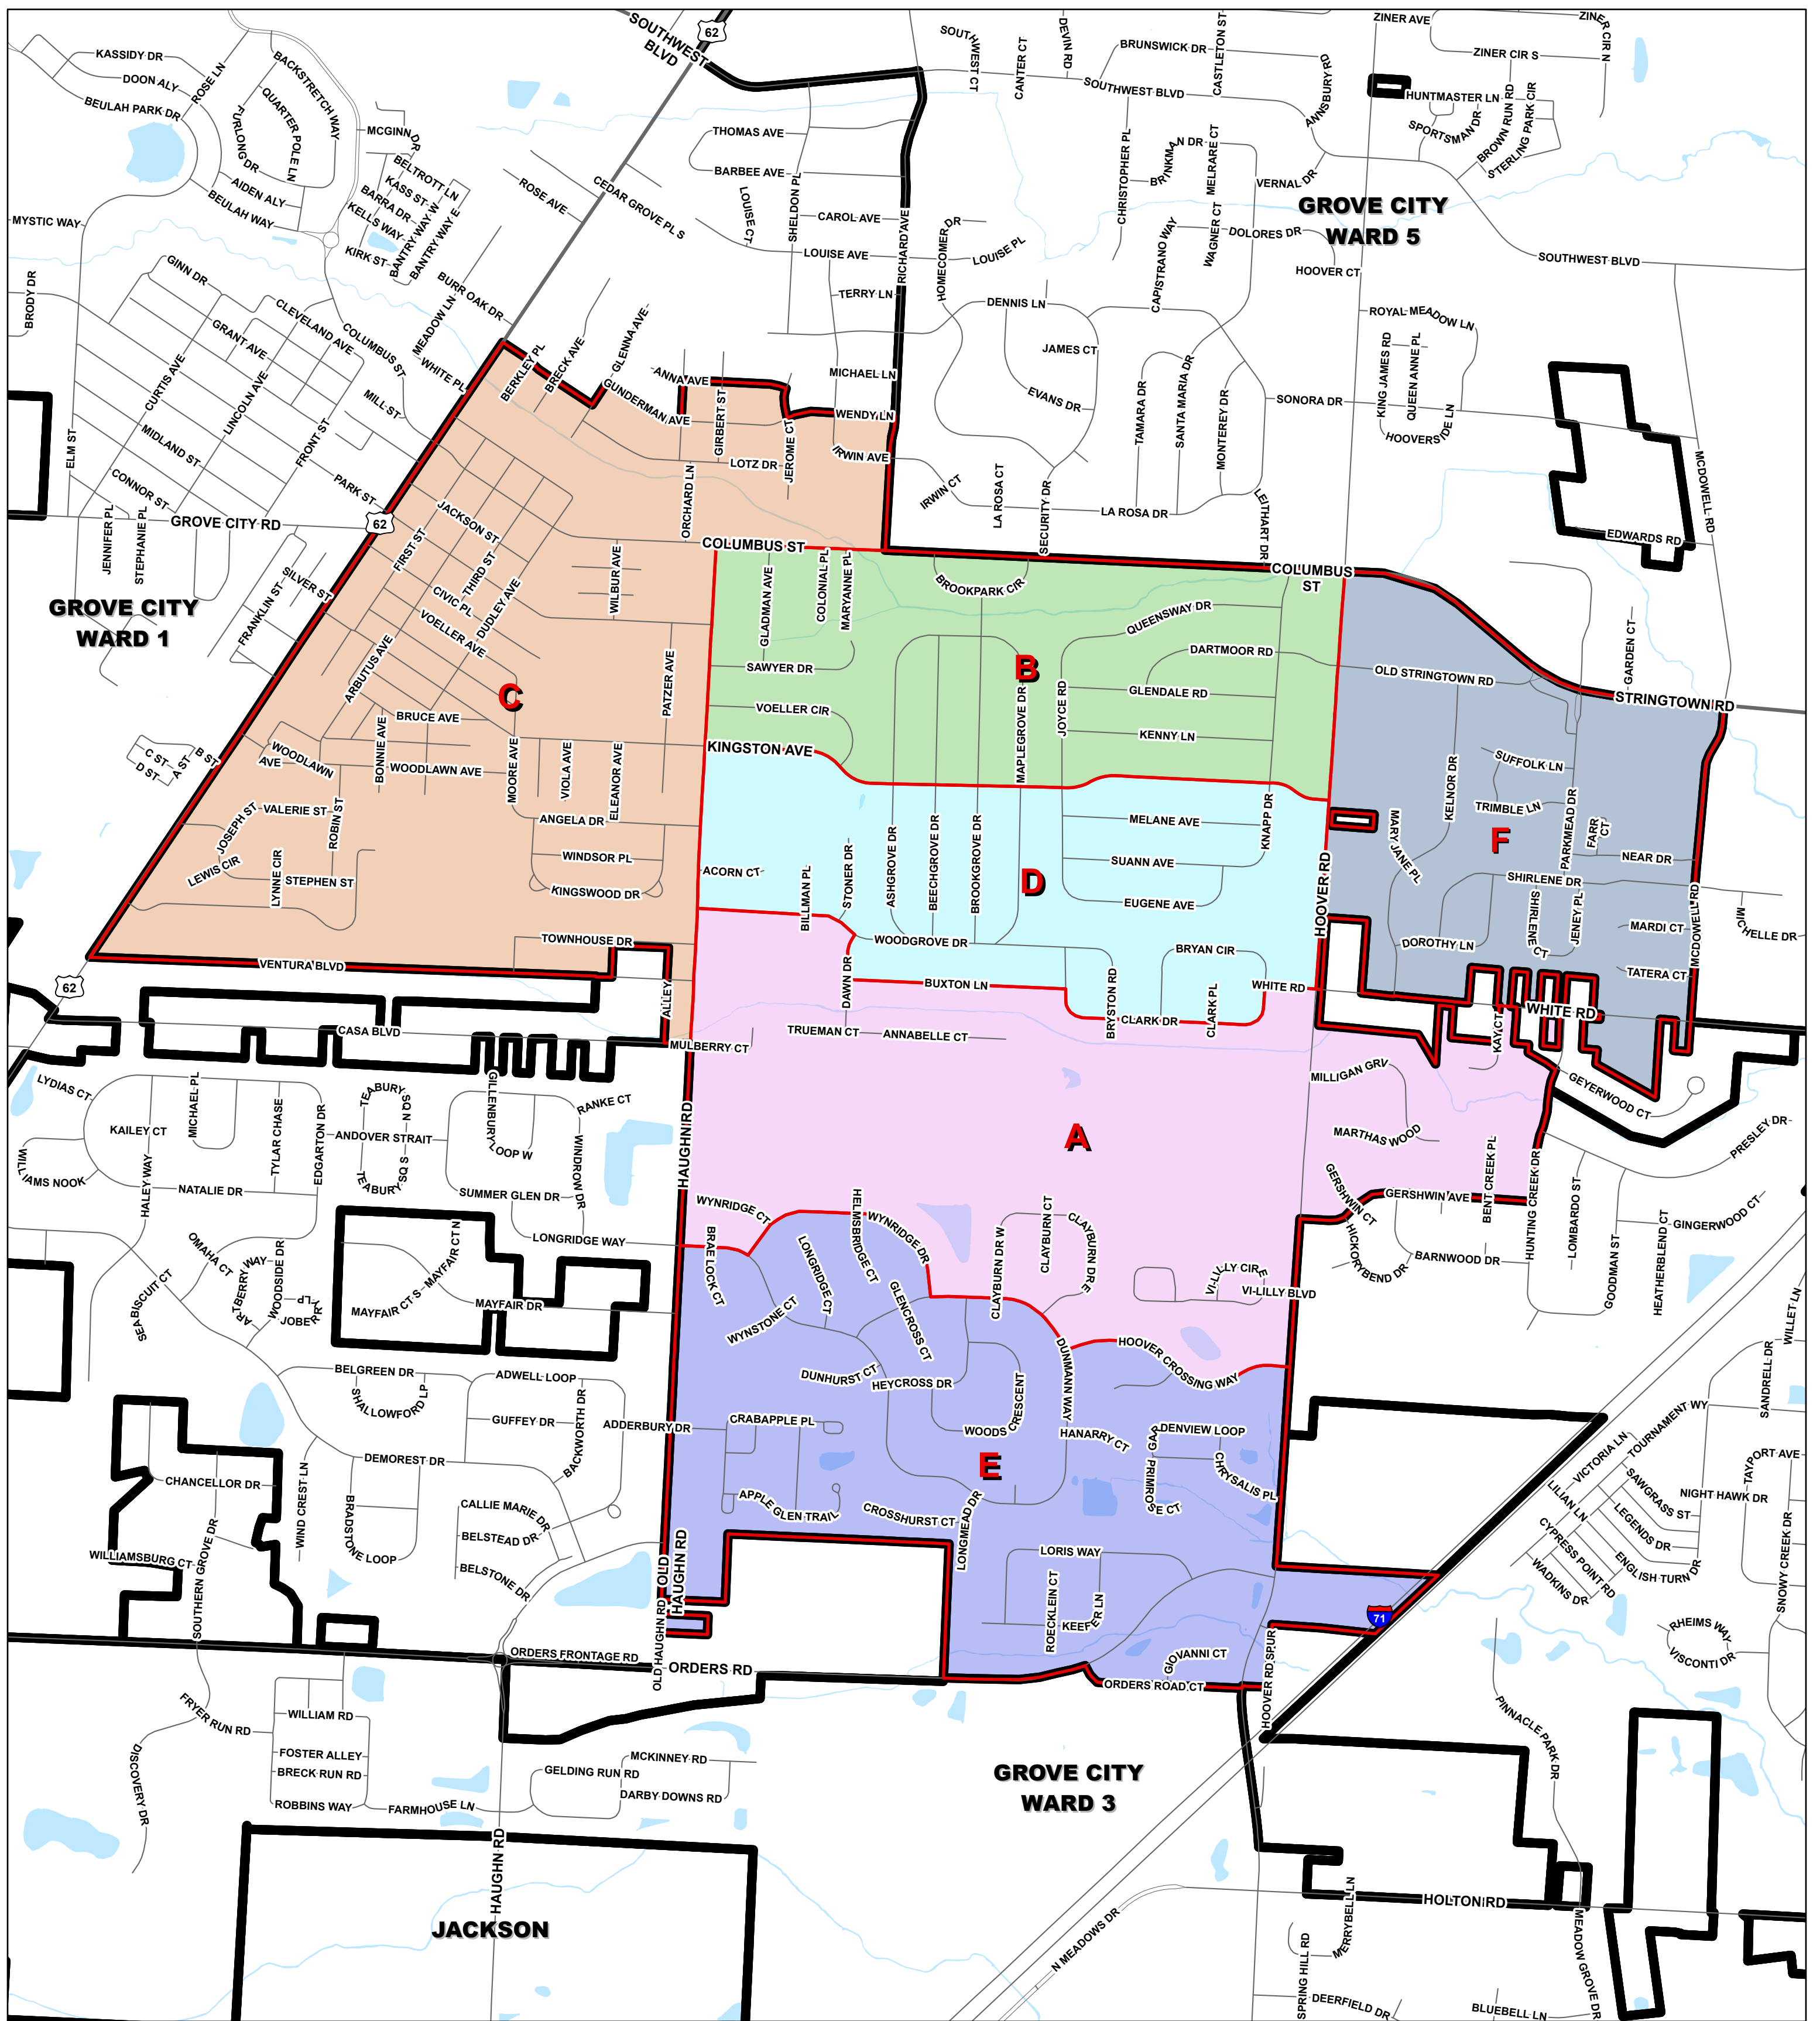 SOUTHWEST
BLVD
62
KASSIDY DR
DOON ALY
BEULAH PARK DR
ROSE LN
BACKSTRETCH WAY
QUARTER POLE LN
FURLONG DR
AIDEN ALY
BEULAH WAY
MCGINN DR
BELTROTT LN
KASS ST
BARRA DR
KELLS WAY
BANTRY WAY W
BANTRY WAY E
KIRK ST
MYSTIC WAY
BRODY DR
ROSE AVE
CEDAR GROVE PL S
THOMAS AVE
BARBEE AVE
LOUISE CT
SHELDON PL
CAROL AVE
LOUISE AVE
RICHARD AVE
TERRY LN
HOMECOMER DR
LOUISE PL
SOUTHWEST CT
CANTER CT
DEVIN RD
BRUNSWICK DR
CASTLETON ST
SOUTHWEST BLVD
ANNSBURY RD
ZINER AVE
ZINER CIR N
ZINER CIR S
HUNTMASTER LN
SPORTSMAN DR
BROWN RUN RD
STERLING PARK CIR
CHRISTOPHER PL
BRINKMAN DR
MELRARE CT
VERNAL DR
GROVE CITY
WARD 5
CAPISTRANO WAY
WAGNER CT
DOLORES DR
HOOVER CT
SOUTHWEST BLVD
ROYAL MEADOW LN
KING JAMES RD
QUEEN ANNE PL
HOOVERSIDE LN
SONORA DR
MCDOWELL RD
EDWARDS RD
DENNIS LN
JAMES CT
EVANS DR
TAMARA DR
SANTA MARIA DR
MONTEREY DR
LA ROSA CT
SECURITY DR
LA ROSA DR
LEITHART DR
IRWIN CT
IRWIN AVE
MICHAEL LN
WENDY LN
GINN DR
GRANT AVE
CLEVELAND AVE
COLUMBUS ST
MEADOW LN
BURR OAK DR
WHITE PL
CURTIS AVE
LINCOLN AVE
MILL ST
FRONT ST
MIDLAND ST
ELM ST
CONNOR ST
PARK ST
GROVE CITY RD
62
JENNIFER PL
STEPHANIE PL
FRANKLIN ST
SILVER ST
GROVE CITY
WARD 1
BERKLEY PL
BRECK AVE
GLENNA AVE
GUNDERMAN AVE
ANNA AVE
GIRBERT ST
JEROME CT
LOTZ DR
ORCHARD LN
COLUMBUS ST
JACKSON ST
FIRST ST
THIRD ST
CIVIC PL
DUDLEY AVE
VOELLER AVE
WILBUR AVE
ARBUTUS AVE
PATZER AVE
C
BRUCE AVE
BONNIE AVE
WOODLAWN
AVE
WOODLAWN AVE
MOORE AVE
VIOLA AVE
ELEANOR AVE
C ST
D ST
A ST
B ST
VALERIE ST
JOSEPH ST
ROBIN ST
LEWIS CIR
LYNNE CIR
STEPHEN ST
ANGELA DR
WINDSOR PL
KINGSWOOD DR
TOWNHOUSE DR
VENTURA BLVD
ALLEY
GLADMAN AVE
COLONIAL PL
MARYANNE PL
BROOKPARK CIR
COLUMBUS
ST
QUEENSWAY DR
DARTMOOR RD
B
SAWYER DR
GLENDALE RD
VOELLER CIR
JOYCE RD
MAPLEGROVE DR
KENNY LN
KINGSTON AVE
OLD STRINGTOWN RD
GARDEN CT
STRINGTOWN RD
SUFFOLK LN
KELNOR DR
TRIMBLE LN
PARKMEAD DR
FARR
CT
F
MARY JANE PL
NEAR DR
SHIRLENE DR
SHIRLENE CT
JENEY PL
MARDI CT
MCDOWELL RD
MICHELLE DR
DOROTHY LN
TATERA CT
HOOVER RD
ACORN CT
BILLMAN PL
STONER DR
ASHGROVE DR
BEECHGROVE DR
BROOKGROVE DR
D
MELANE AVE
KNAPP DR
SUANN AVE
EUGENE AVE
WOODGROVE DR
BRYAN CIR
BUXTON LN
DAWN DR
BRYSTON RD
CLARK DR
CLARK PL
WHITE RD
WHITE RD
KAY CT
GEYERWOOD CT
62
CASA BLVD
MULBERRY CT
TRUEMAN CT
ANNABELLE CT
MILLIGAN GRV
MARTHAS WOOD
BENT CREEK PL
GERSHWIN CT
GERSHWIN AVE
HICKORYBEND DR
BARNWOOD DR
HUNTING CREEK DR
LOMBARDO ST
GOODMAN ST
HEATHERBLEND CT
GINGERWOOD CT
PRESLEY DR
WILLET LN
A
HAUGHN RD
LYDIAS CT
MICHAEL PL
KAILEY CT
WILLIAMS NOOK
TYLAR CHASE
EDGARTON DR
HALEY WAY
NATALIE DR
TEABURY SQ N
ANDOVER STRAIT
TEABURY SQ S
GILLENBURY LOOP W
RANKE CT
WINDROW DR
SUMMER GLEN DR
LONGRIDGE WAY
OMAHA CT
SEABISCUIT CT
ARTBERRY WAY
WOODSIDE DR
JOBERRY LP
MAYFAIR CT N
MAYFAIR CT S
MAYFAIR DR
WYNRIDGE CT
BRAE LOCK CT
HELMSBRIDGE CT
WYNRIDGE DR
LONGRIDGE CT
WYNSTONE CT
GLENCROSS CT
CLAYBURN DR W
CLAYBURN CT
CLAYBURN DR E
VI-LILLY CIR E
VI-LILLY BLVD
HOOVER CROSSING WAY
DUNMANN WAY
DUNHURST CT
HEYCROSS DR
WOODS CRESCENT
HANARRY CT
GARDENVIEW LOOP
PRIMROSE CT
CHRYSALIS PL
E
BELGREEN DR
ADWELL LOOP
SHALLOWFORD LP
GUFFEY DR
BACKWORTH DR
ADDERBURY DR
CRABAPPLE PL
DEMOREST DR
CHANCELLOR DR
WIND CREST LN
BRADSTONE LOOP
CALLIE MARIE DR
BELSTEAD DR
BELSTONE DR
WILLIAMSBURG CT
SOUTHERN GROVE DR
APPLE GLEN TRAIL
CROSSHURST CT
LONGMEAD DR
LORIS WAY
ROECKLEIN CT
KEEFER LN
GIOVANNI CT
OLD
HAUGHN RD
OLD HAUGHN RD
ORDERS FRONTAGE RD
ORDERS RD
ORDERS ROAD CT
HOOVER RD SPUR
71
VICTORIA LN
TOURNAMENT WY
SANDRELL DR
TAYPORT AVE
SAWGRASS ST
NIGHT HAWK DR
LILIAN LN
LEGENDS DR
CYPRESS POINT RD
ENGLISH TURN DR
WADKINS DR
SNOWY CREEK DR
RHEIMS WAY
VISCONTI DR
PINNACLE PARK DR
FRYER RUN RD
WILLIAM RD
DISCOVERY DR
FOSTER ALLEY
BRECK RUN RD
ROBBINS WAY
FARMHOUSE LN
GELDING RUN RD
MCKINNEY RD
DARBY DOWNS RD
GROVE CITY
WARD 3
HAUGHN RD
JACKSON
N MEADOWS DR
HOLTON RD
MERRYBELL LN
SPRING HILL RD
DEERFIELD DR
BLUEBELL LN
MEADOW GROVE DR